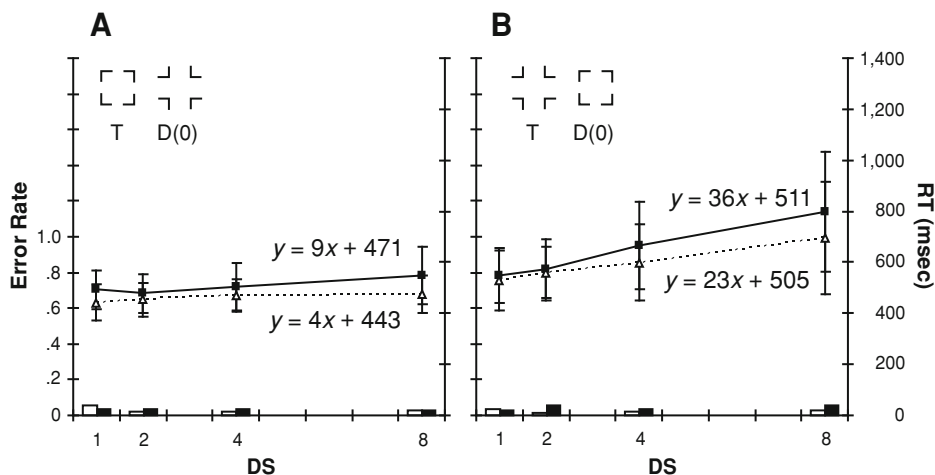 A
B
T D(0)
T D(0)
1,400
1,200
1,000
800
600
400
200
0
RT (msec)
Error Rate
1.0
.8
.6
.4
.2
0
y = 9x + 471
y = 4x + 443
y = 36x + 511
y = 23x + 505
1 2 4 8
DS
1 2 4 8
DS